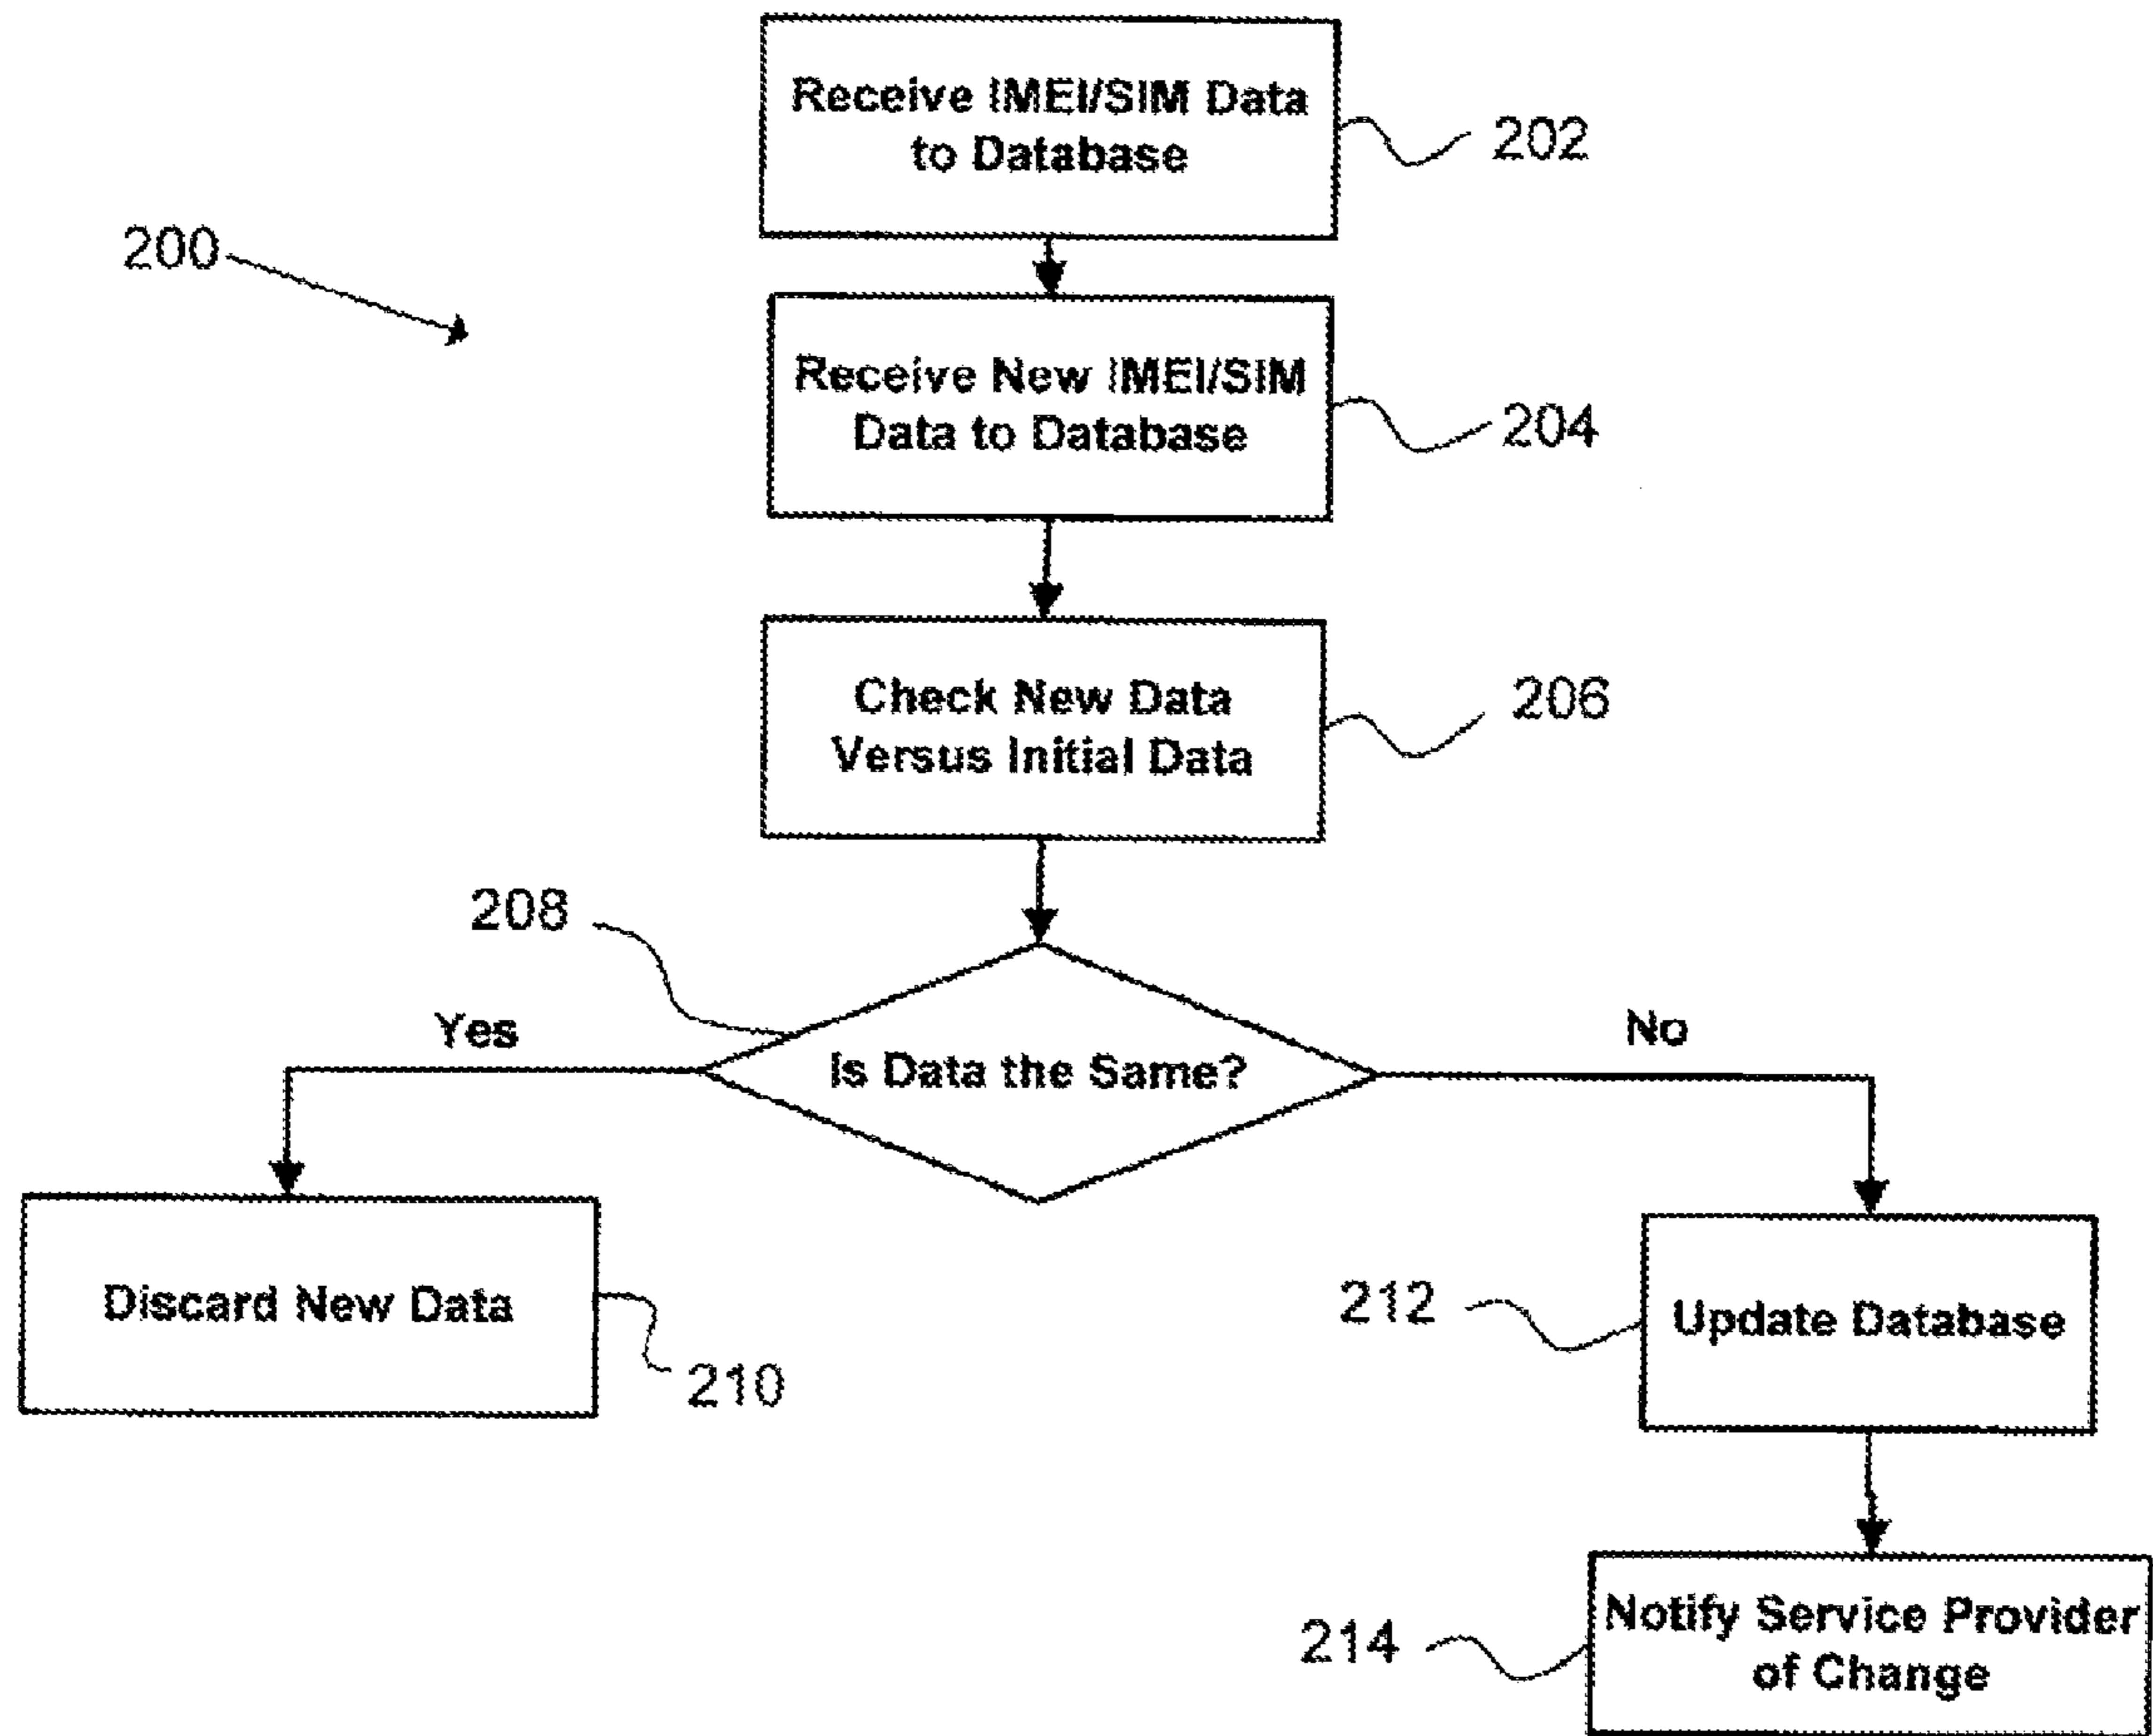 Receive IMEI/SIM Data
to Database
202
200
Receive New IMEI/SIM
Data to Database
204
Check New Data
Versus Initial Data
206
208
Yes
Is Data the Same?
No
Discard New Data
210
212
Update Database
214
Notify Service Provider
of Change